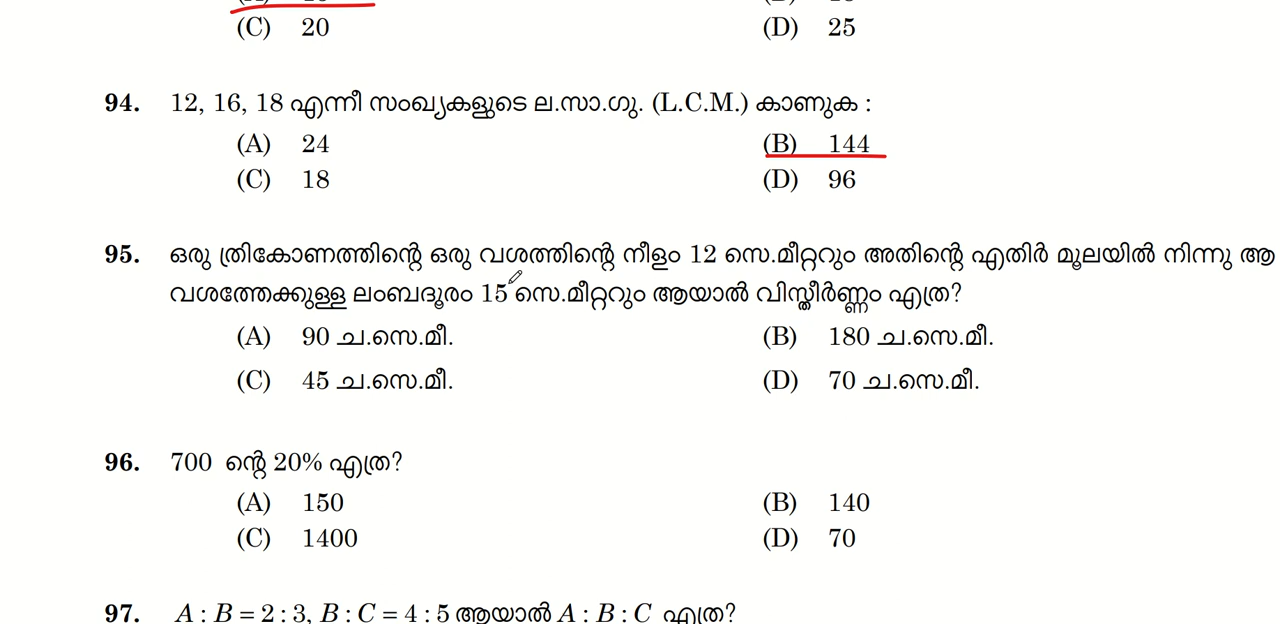 (C) 20 (D) 25
94. 12, 16, 18 എന്നീ സംഖ്യകളുടെ ല.സാ.ഗു. (L.C.M.) കാണുക :
(A) 24 (B) 144
(C) 18 (D) 96
95. ഒരു ത്രികോണത്തിന്റെ ഒരു വശത്തിന്റെ നീളം 12 സെ.മീറ്ററും അതിന്റെ എതിർ മൂലയിൽ നിന്നു ആ
വശത്തേക്കുള്ള ലംബദൂരം 15 സെ.മീറ്ററും ആയാൽ വിസ്തീർണ്ണം എത്ര?
(A) 90 ച.സെ.മീ. (B) 180 ച.സെ.മീ.
(C) 45 ച.സെ.മീ. (D) 70 ച.സെ.മീ.
96. 700 ന്റെ 20% എത്ര?
(A) 150 (B) 140
(C) 1400 (D) 70
97. A : B = 2 : 3, B : C = 4 : 5 ആയാൽ A : B : C എത്ര?